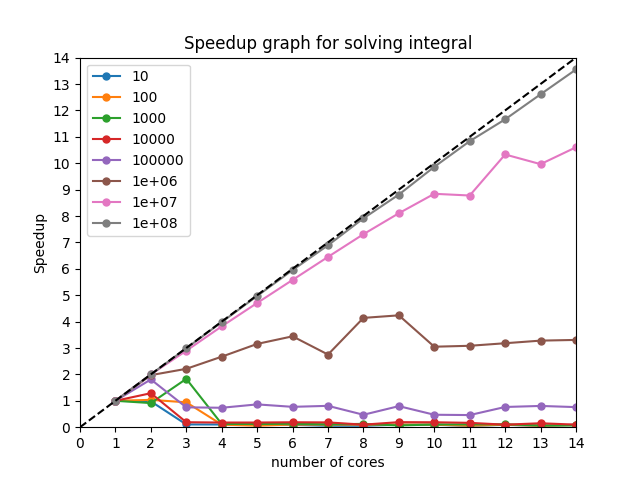 Speedup graph for solving integral
14
13
12
11
10
9
8
7
6
5
4
3
2
1
0
Speedup
10
100
1000
10000
100000
1e+06
1e+07
1e+08
0 1 2 3 4 5 6 7 8 9 10 11 12 13 14
number of cores